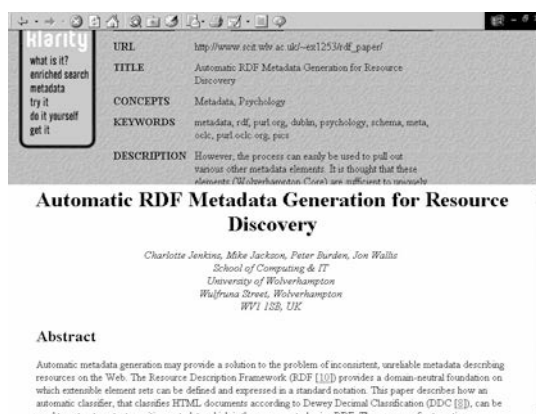 klarity
what is it?
enriched search
metadata
try it
do it yourself
get it
URL http://www.scit.wlv.ac.uk/~ex1253/rdf_paper/
TITLE Automatic RDF Metadata Generation for Resource
Discovery
CONCEPTS Metadata, Psychology
KEYWORDS metadata, rdf, purl.org, dublin, psychology, schema, meta,
oclc, purl.oclc.org, pics
DESCRIPTION However, the process can easily be used to pull out
various other metadata elements. It is thought that these
elements (Wolverhampton Core) are sufficient to uniquely
Automatic RDF Metadata Generation for Resource
Discovery
Charlotte Jenkins, Mike Jackson, Peter Burden, Jon Wallis
School of Computing & IT
University of Wolverhampton
Wulfruna Street, Wolverhampton
WV1 1SB, UK
Abstract
Automatic metadata generation may provide a solution to the problem of inconsistent, unreliable metadata describing
resources on the Web. The Resource Description Framework (RDF [10]) provides a domain-neutral foundation on
which extensible element sets can be defined and expressed in a standard notation. This paper describes how an
automatic classifier, that classifies HTML documents according to Dewey Decimal Classification (DDC [8]), can be